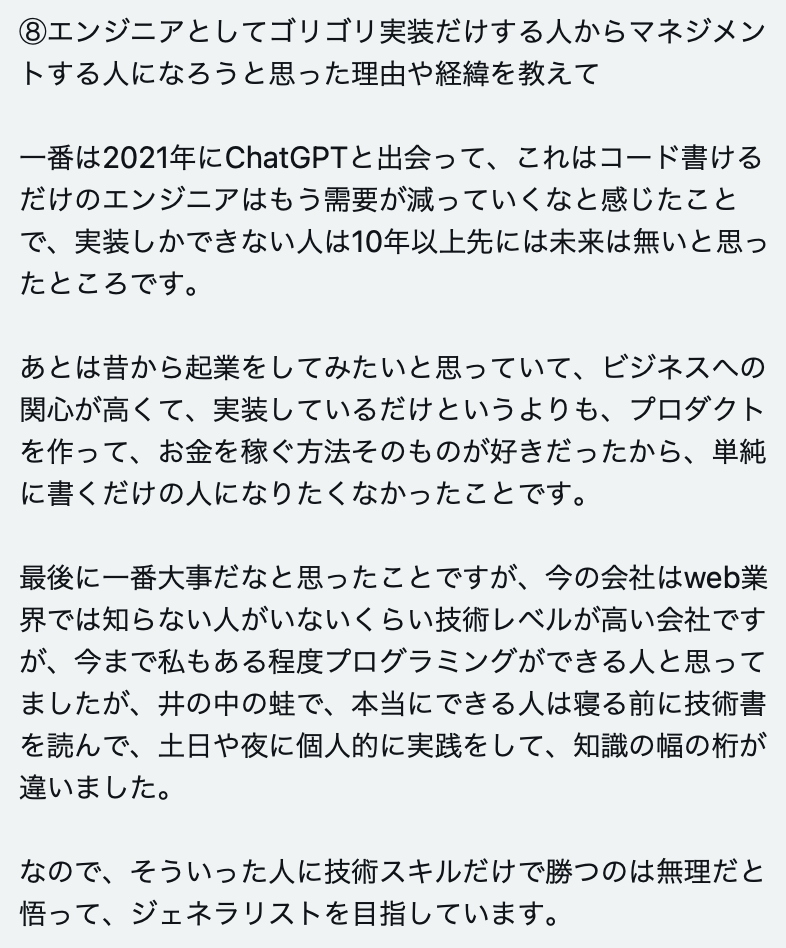 ⑧エンジニアとしてゴリゴリ実装だけする人からマネジメン
トする人になろうと思った理由や経緯を教えて
一番は2021年にChatGPTと出会って、これはコード書ける
だけのエンジニアはもう需要が減っていくなと感じたこと
で、実装しかできない人は10年以上先には未来は無いと思っ
たところです。
あとは昔から起業をしてみたいと思っていて、ビジネスへの
関心が高くて、実装しているだけというよりも、プロダクト
を作って、お金を稼ぐ方法そのものが好きだったから、単純
に書くだけの人になりたくなかったことです。
最後に一番大事だなと思ったことですが、今の会社はweb業
界では知らない人がいないくらい技術レベルが高い会社です
が、今まで私もある程度プログラミングができる人と思って
ましたが、井の中の蛙で、本当にできる人は寝る前に技術書
を読んで、土日や夜に個人的に実践をして、知識の幅の桁が
違いました。
なので、そういった人に技術スキルだけで勝つのは無理だと
悟って、ジェネラリストを目指しています。